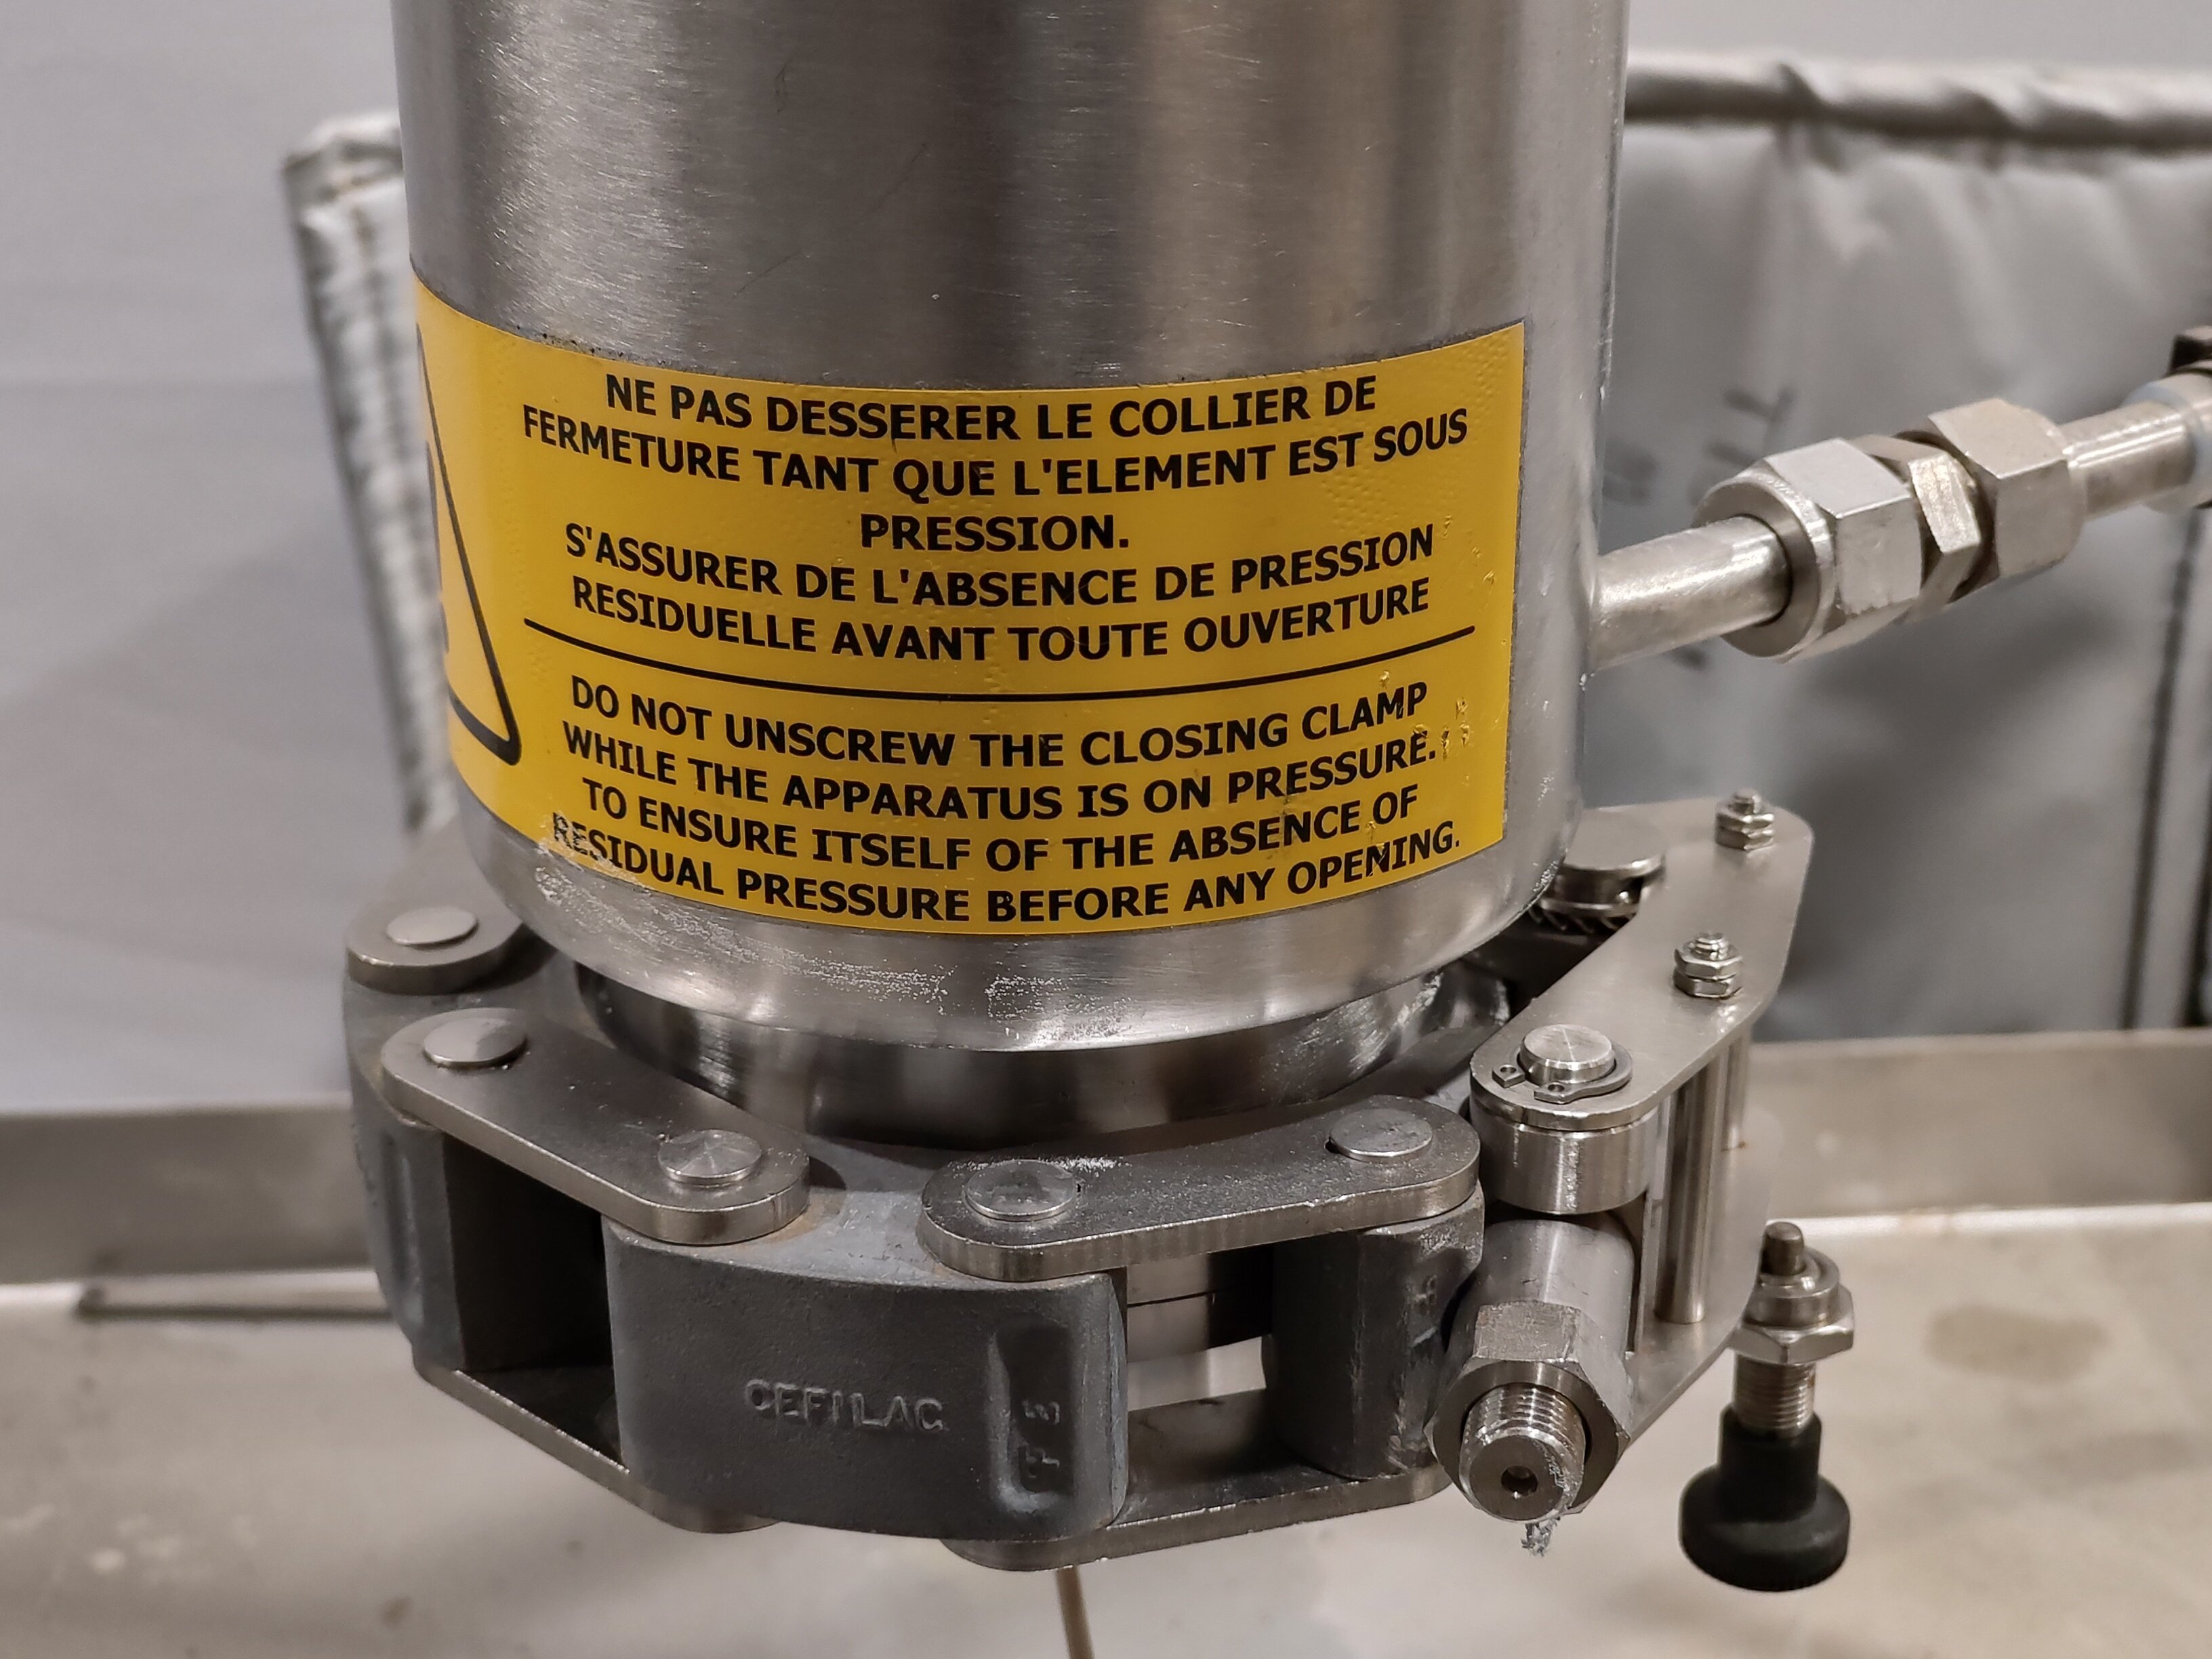 NE PAS DESSERER LE COLLIER DE
FERMETURE TANT QUE L'ELEMENT EST SOUS
PRESSION.
S'ASSURER DE L'ABSENCE DE PRESSION
RESIDUELLE AVANT TOUTE OUVERTURE
DO NOT UNSCREW THE CLOSING CLAMP
WHILE THE APPARATUS IS ON PRESSURE.
TO ENSURE ITSELF OF THE ABSENCE OF
RESIDUAL PRESSURE BEFORE ANY OPENING.
CEFILAC